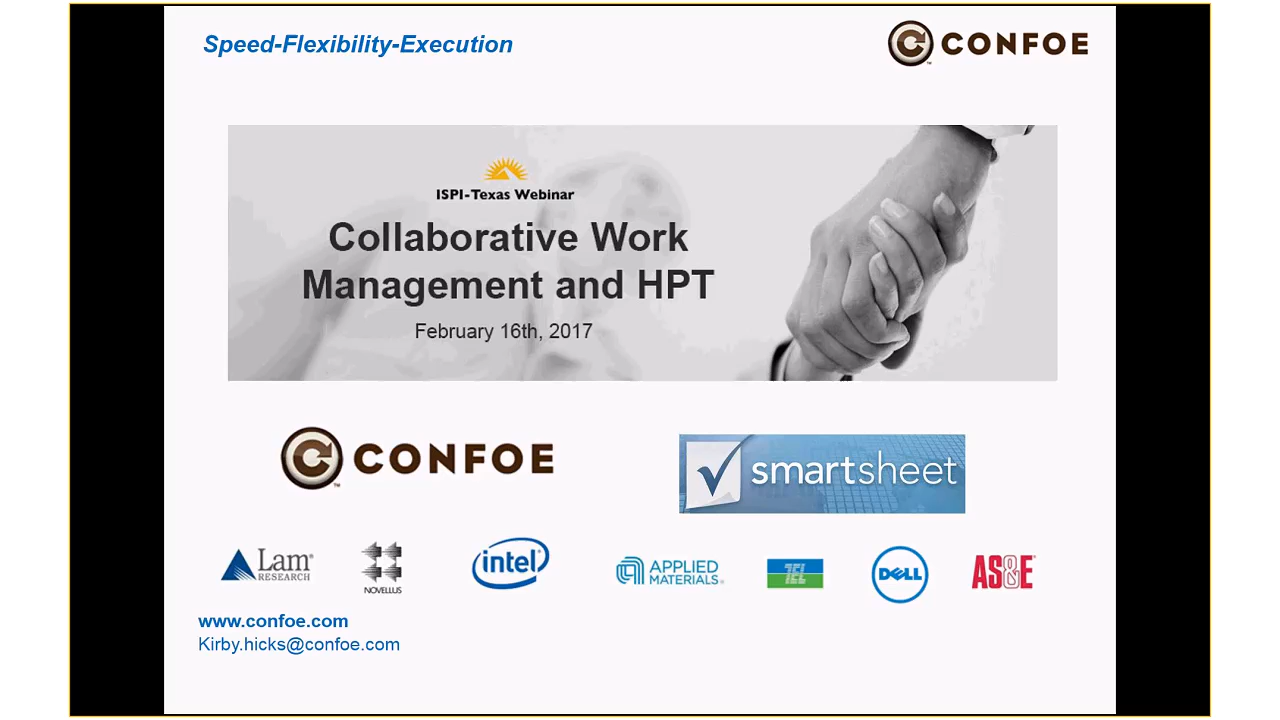 Speed-Flexibility-Execution
CONFOE
ISPI-Texas Webinar
Collaborative Work
Management and HPT
February 16th, 2017
CONFOE
smartsheet
Lam
RESEARCH
NOVELLUS
intel
APPLIED
MATERIALS
TEL
DELL
AS&E
www.confoe.com
Kirby.hicks@confoe.com